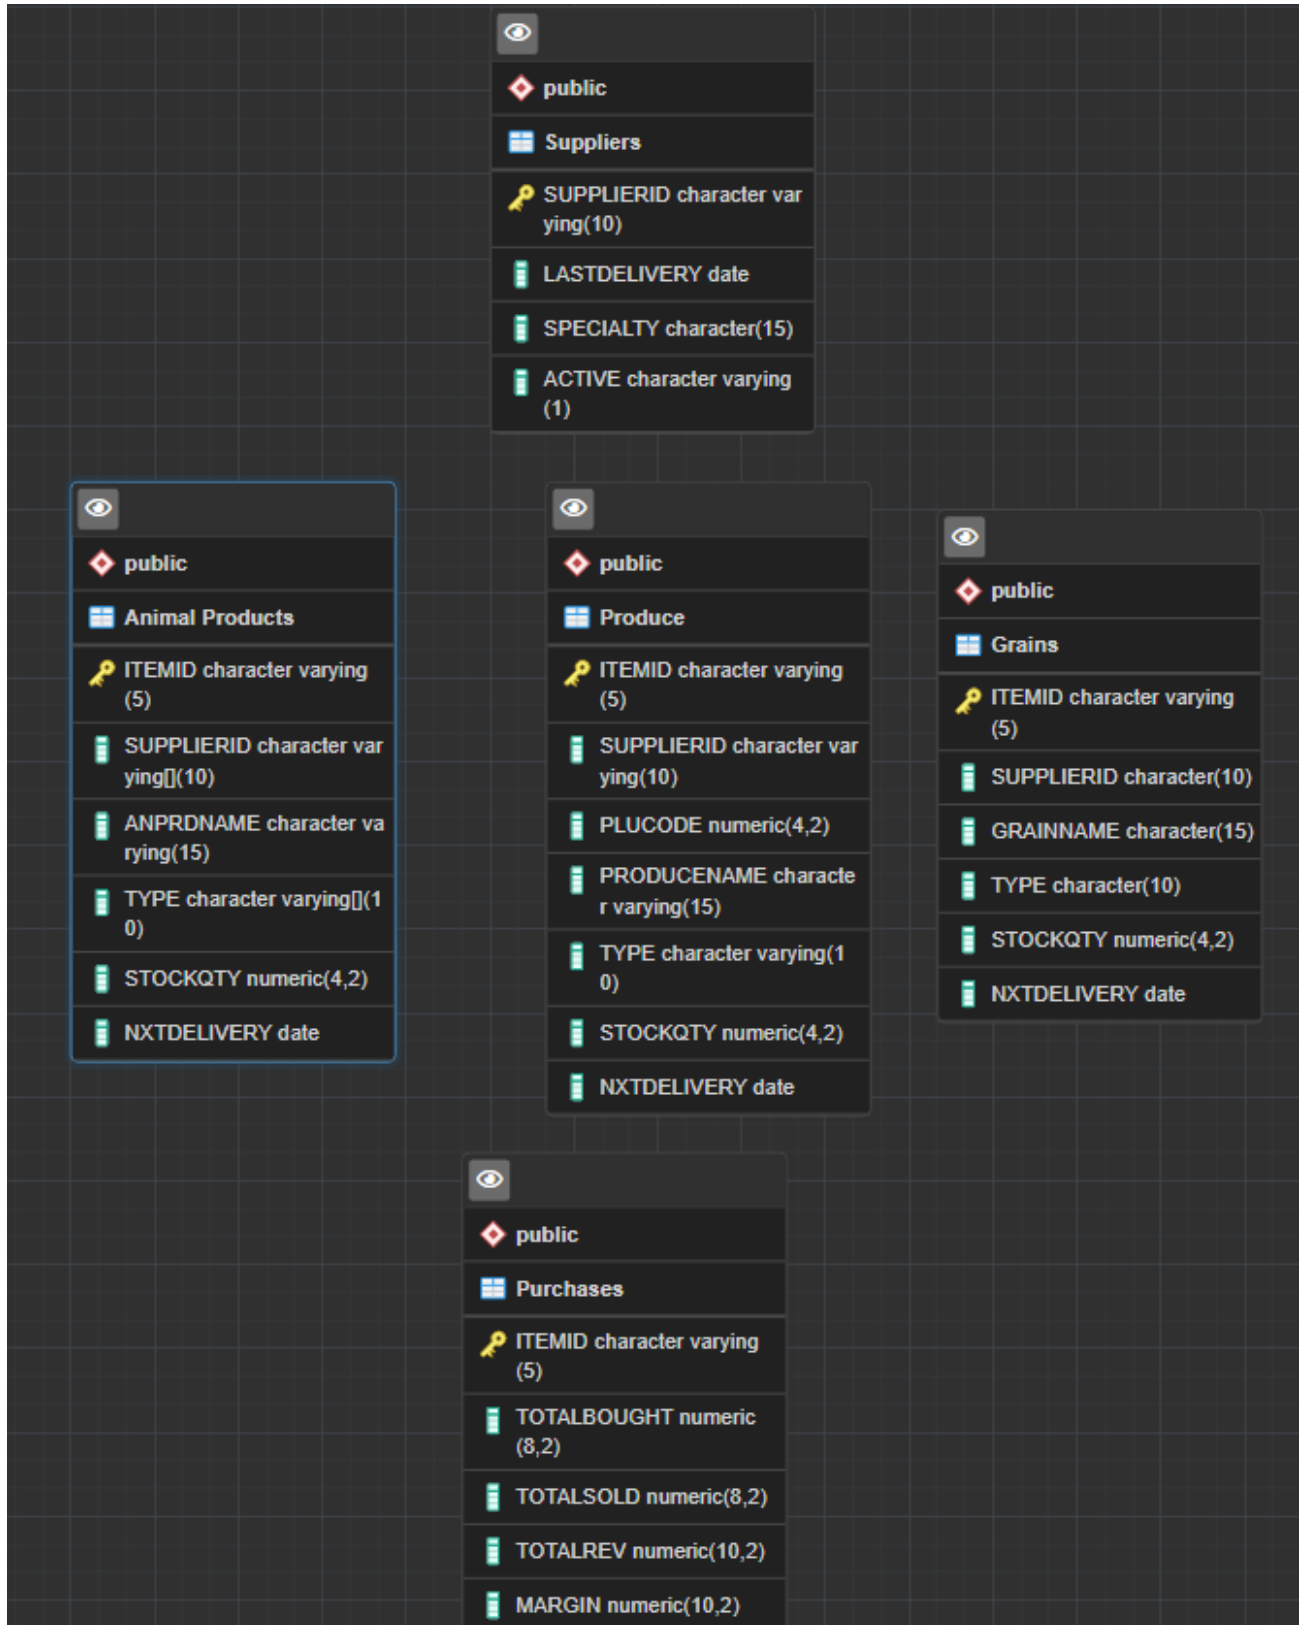 public
Suppliers
SUPPLIERID character var
ying(10)
LASTDELIVERY date
SPECIALTY character(15)
ACTIVE character varying
(1)
public
Animal Products
ITEMID character varying
(5)
SUPPLIERID character var
ying[](10)
ANPRDNAME character va
rying(15)
TYPE character varying[](1
0)
STOCKQTY numeric(4,2)
NXTDELIVERY date
public
Produce
ITEMID character varying
(5)
SUPPLIERID character var
ying(10)
PLUCODE numeric(4,2)
PRODUCENAME characte
r varying(15)
TYPE character varying(1
0)
STOCKQTY numeric(4,2)
NXTDELIVERY date
public
Grains
ITEMID character varying
(5)
SUPPLIERID character(10)
GRAINNAME character(15)
TYPE character(10)
STOCKQTY numeric(4,2)
NXTDELIVERY date
public
Purchases
ITEMID character varying
(5)
TOTALBOUGHT numeric
(8,2)
TOTALSOLD numeric(8,2)
TOTALREV numeric(10,2)
MARGIN numeric(10,2)